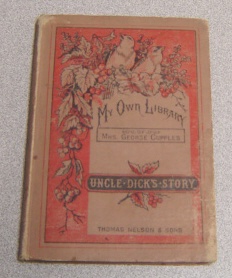 My Own Library
Mrs. George Cupples
Uncle Dick's Story
Thomas Nelson & Sons